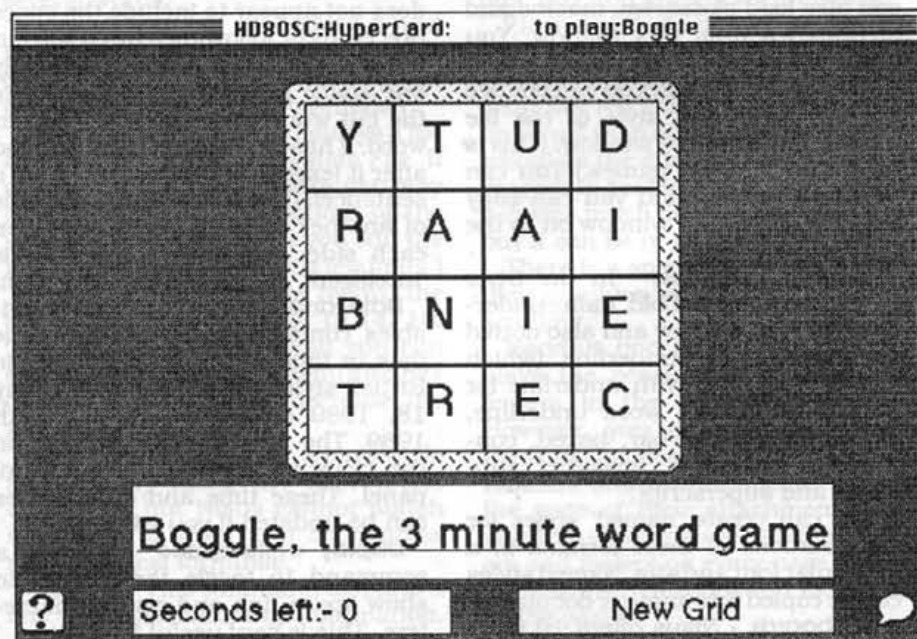 HD80SC:HyperCard: to play:Boggle
Y T U D
R A A I
B N I E
T R E C
Boggle, the 3 minute word game
? Seconds left:- 0 New Grid